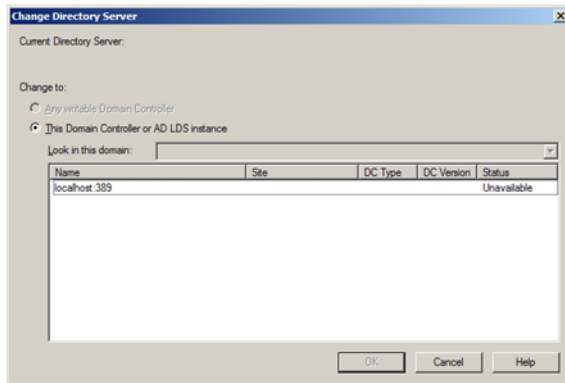 Change Directory Server
Current Directory Server:
Change to:
Any writable Domain Controller
This Domain Controller or AD LDS instance
Look in this domain:
Name Site DC Type DC Version Status
localhost:389 Unavailable
OK Cancel Help